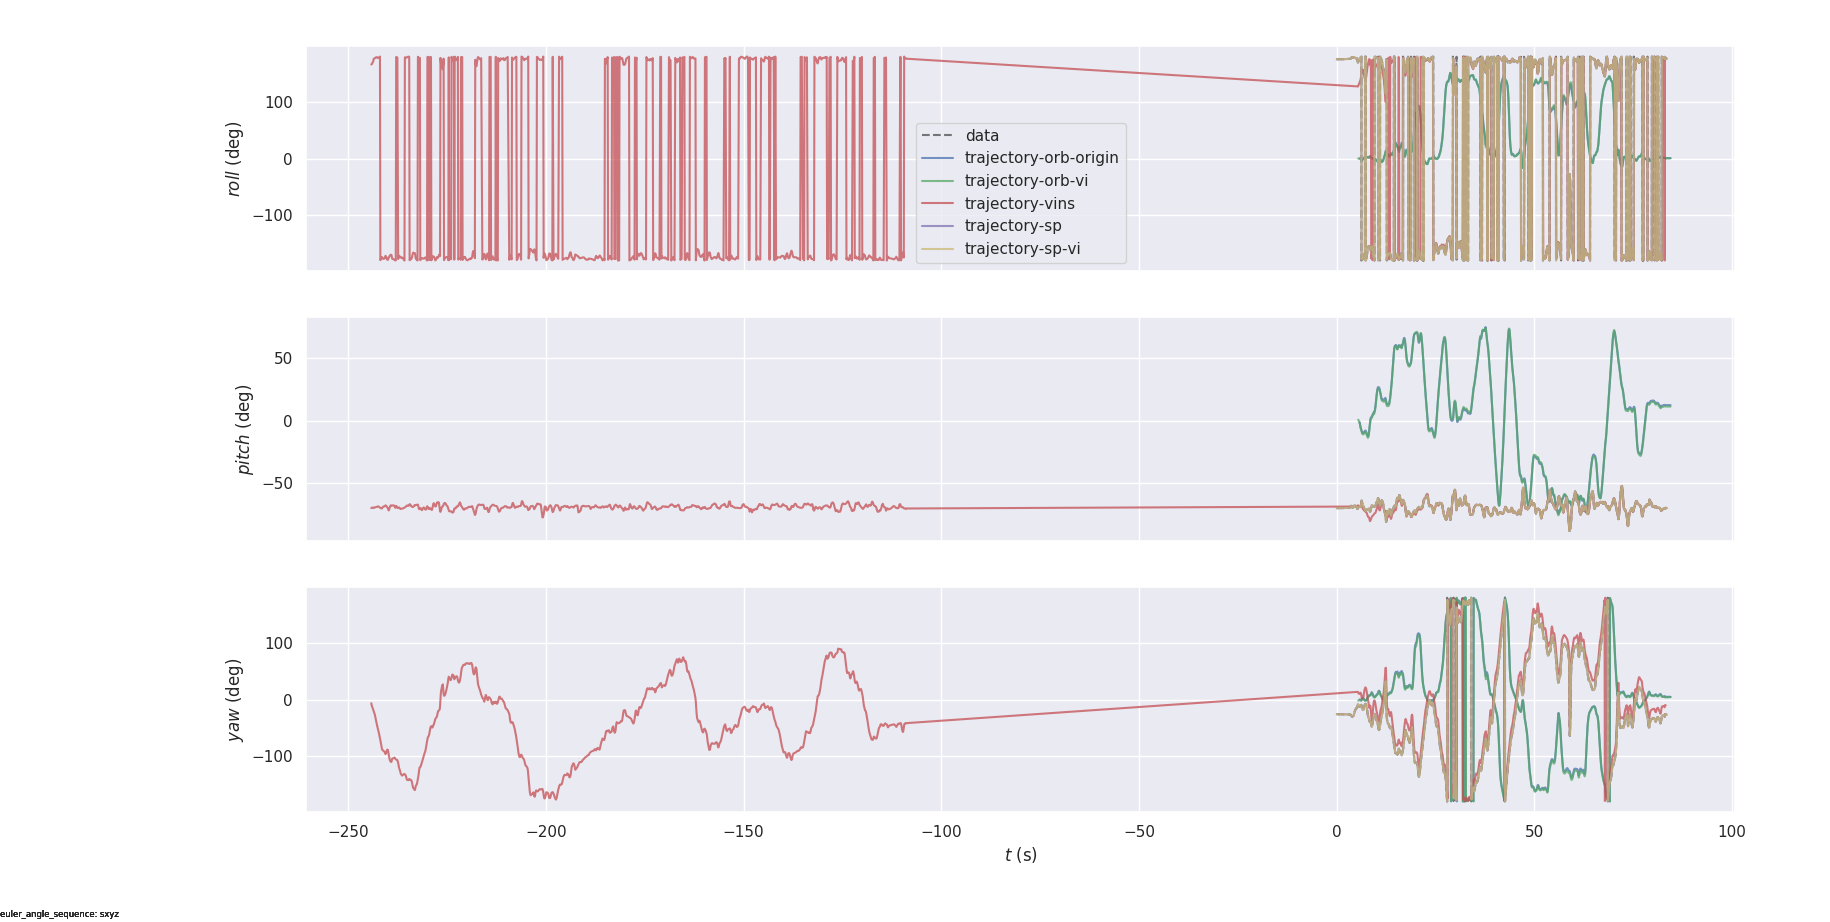 roll (deg)
100
0
−100
data
trajectory-orb-origin
trajectory-orb-vi
trajectory-vins
trajectory-sp
trajectory-sp-vi
pitch (deg)
50
0
−50
yaw (deg)
100
0
−100
−250 −200 −150 −100 −50 0 50 100
t (s)
euler_angle_sequence: sxyz